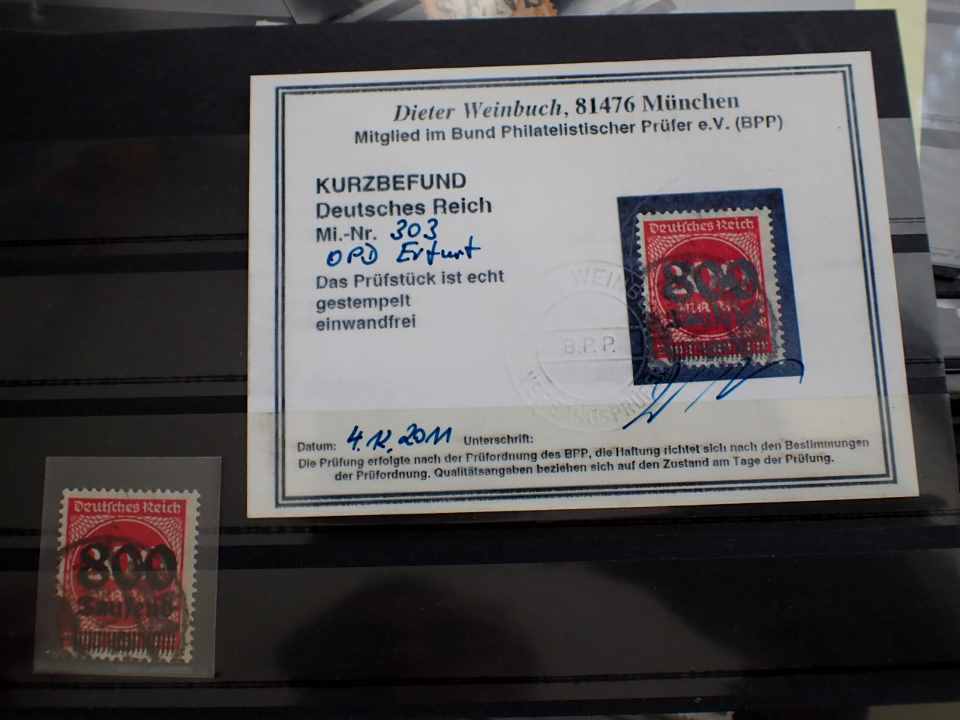 Dieter Weinbuch, 81476 München
Mitglied im Bund Philatelistischer Prüfer e.V. (BPP)
KURZBEFUND
Deutsches Reich
Mi.-Nr. 303
OPD Erfurt
Das Prüfstück ist echt
gestempelt
einwandfrei
Deutsches Reich
800
WEINB
B.P.P.
Datum: 4.12.2011 Unterschrift:
Die Prüfung erfolgte nach der Prüfordnung des BPP, die Haftung richtet sich nach den Bestimmungen
der Prüfordnung. Qualitätsangaben beziehen sich auf den Zustand am Tage der Prüfung.
Deutsches Reich
800
Tausend